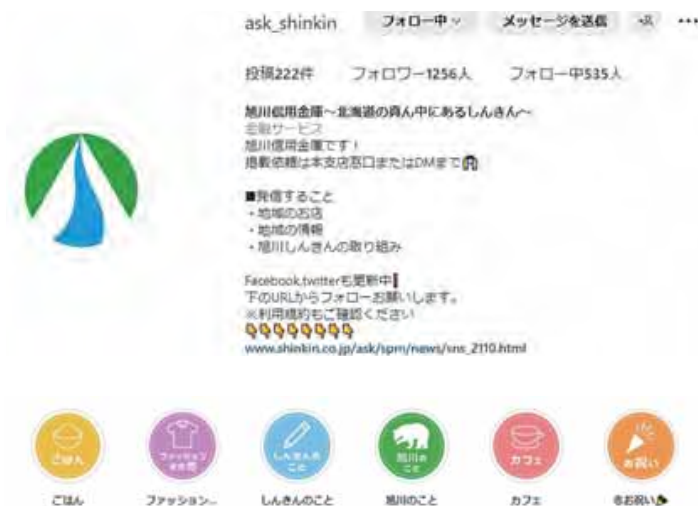 ask_shinkin フォロー中 メッセージを送信
投稿222件 フォロワー1256人 フォロー中535人
旭川信用金庫~北海道の真ん中にあるしんきん~
金融サービス
旭川信用金庫です!
掲載依頼は本支店窓口またはDMまで
■発信すること
・地域のお店
・地域の情報
・旭川しんきんの取り組み
Facebook,twitterも更新中
下のURLからフォローお願いします。
※利用規約もご確認ください
👇👇👇👇👇👇👇👇
www.shinkin.co.jp/ask/spm/news/sns_2110.html
ごはん ファッション しんきんの こと 旭川の こと カフェ お祝い
ごはん ファッション... しんきんのこと 旭川のこと カフェ お祝い